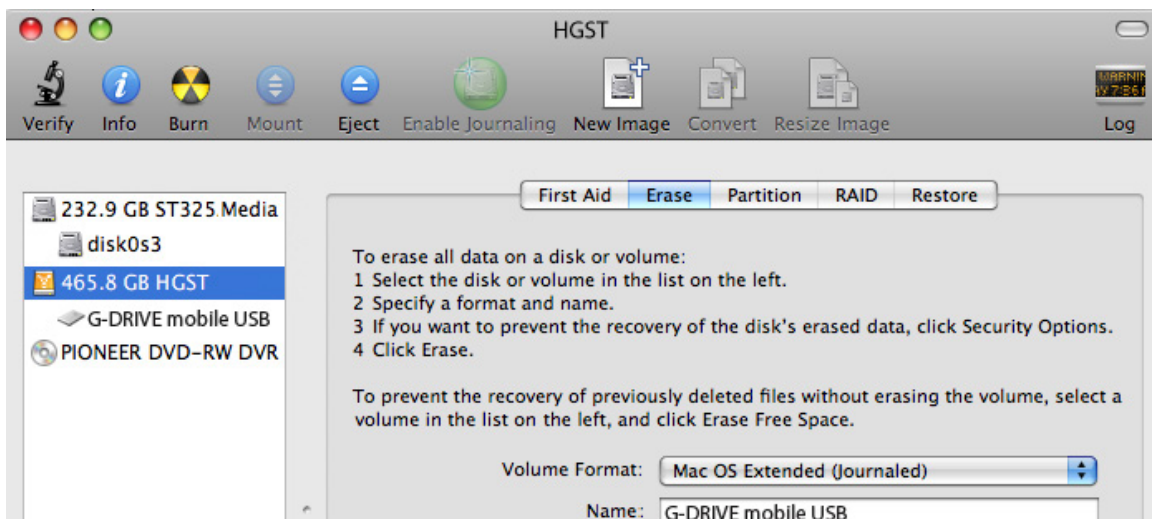 HGST
Verify Info Burn Mount Eject Enable Journaling New Image Convert Resize Image Log
First Aid Erase Partition RAID Restore
232.9 GB ST325 Media
disk0s3
465.8 GB HGST
G-DRIVE mobile USB
PIONEER DVD-RW DVR
To erase all data on a disk or volume:
1 Select the disk or volume in the list on the left.
2 Specify a format and name.
3 If you want to prevent the recovery of the disk's erased data, click Security Options.
4 Click Erase.
To prevent the recovery of previously deleted files without erasing the volume, select a
volume in the list on the left, and click Erase Free Space.
Volume Format: Mac OS Extended (Journaled)
Name: G-DRIVE mobile USB